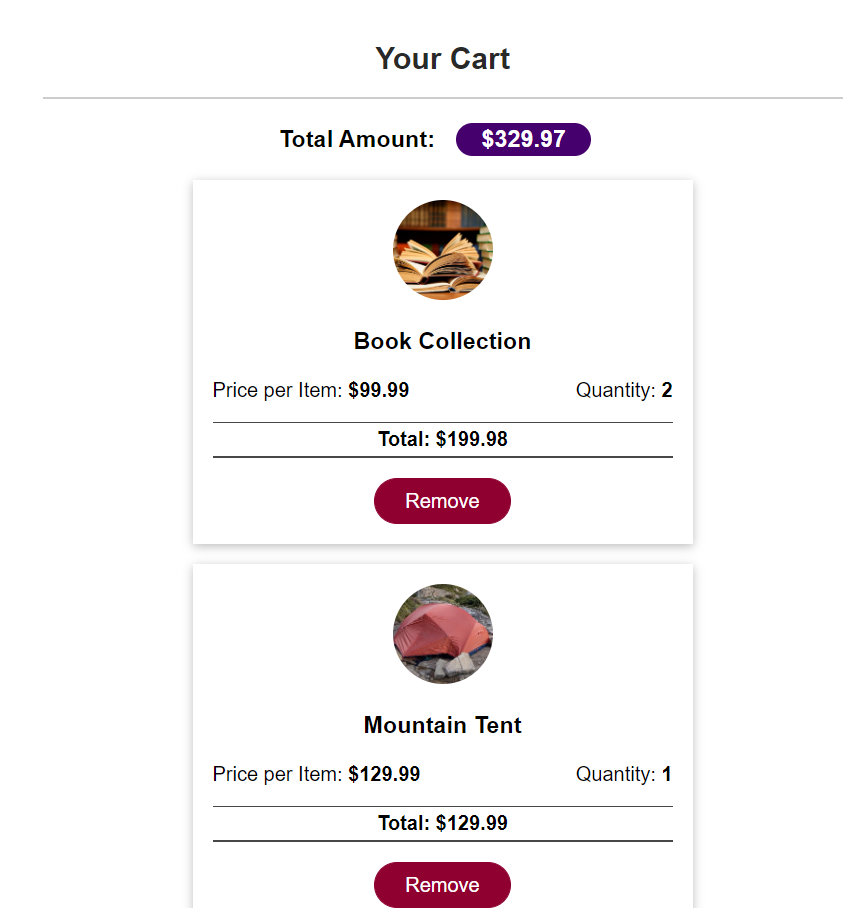 Your Cart
Total Amount: $329.97
Book Collection
Price per Item: $99.99 Quantity: 2
Total: $199.98
Remove
Mountain Tent
Price per Item: $129.99 Quantity: 1
Total: $129.99
Remove